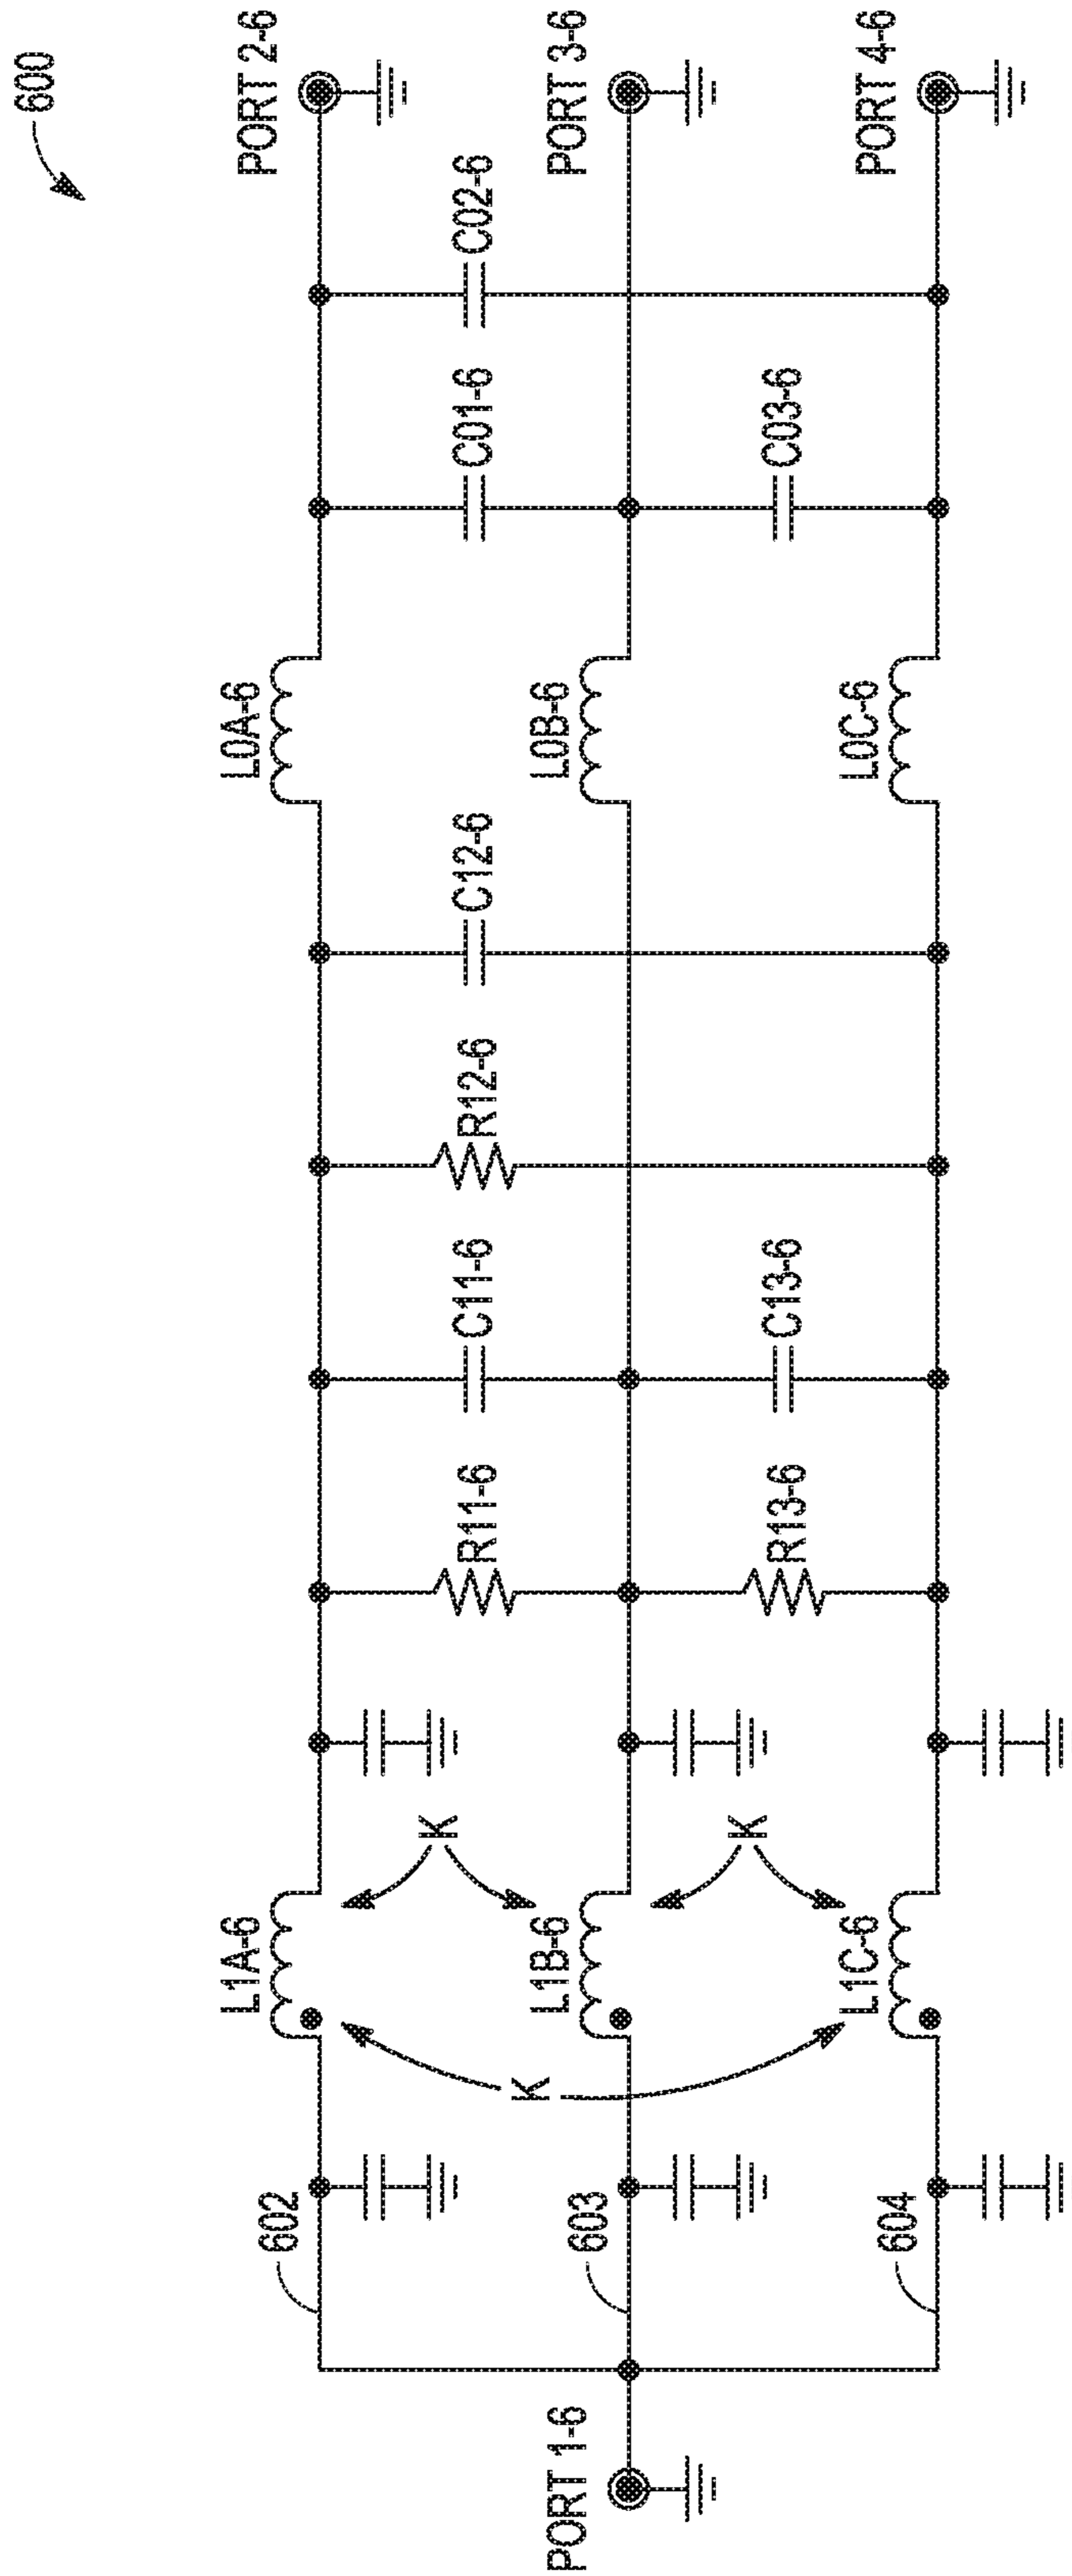 600
PORT 2-6
PORT 3-6
PORT 4-6
C02-6
C01-6
C03-6
L0A-6
L0B-6
L0C-6
C12-6
R12-6
C11-6
C13-6
R11-6
R13-6
K
K
L1A-6
L1B-6
L1C-6
K
602
603
604
PORT 1-6